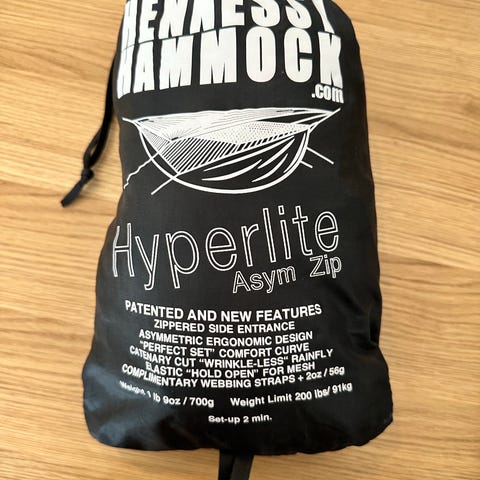 HENNESSY
HAMMOCK
.com
Hyperlite
Asym Zip
PATENTED AND NEW FEATURES
ZIPPERED SIDE ENTRANCE
ASYMMETRIC ERGONOMIC DESIGN
"PERFECT SET" COMFORT CURVE
CATENARY CUT "WRINKLE-LESS" RAINFLY
ELASTIC "HOLD OPEN" FOR MESH
COMPLIMENTARY WEBBING STRAPS + 2oz / 56g
Weight 1 lb 9oz / 700g Weight Limit 200 lbs/ 91kg
Set-up 2 min.